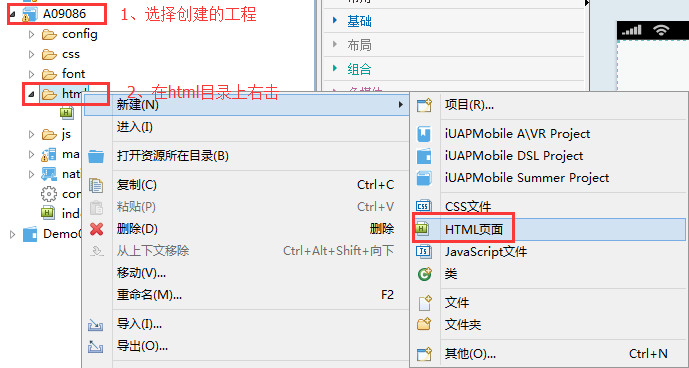 A09086
1、选择创建的工程
config
css
font
html
2、在html目录上右击
js
ma
nat
con
inde
Demo0
基础
布局
组合
新建(N)
进入(I)
打开资源所在目录(B)
复制(C) Ctrl+C
粘贴(P) Ctrl+V
删除(D) 删除
从上下文移除 Ctrl+Alt+Shift+向下
移动(V)...
重命名(M)... F2
导入(I)...
导出(O)...
项目(R)...
iUAPMobile A\VR Project
iUAPMobile DSL Project
iUAPMobile Summer Project
CSS文件
HTML页面
JavaScript文件
类
文件
文件夹
其他(O)... Ctrl+N